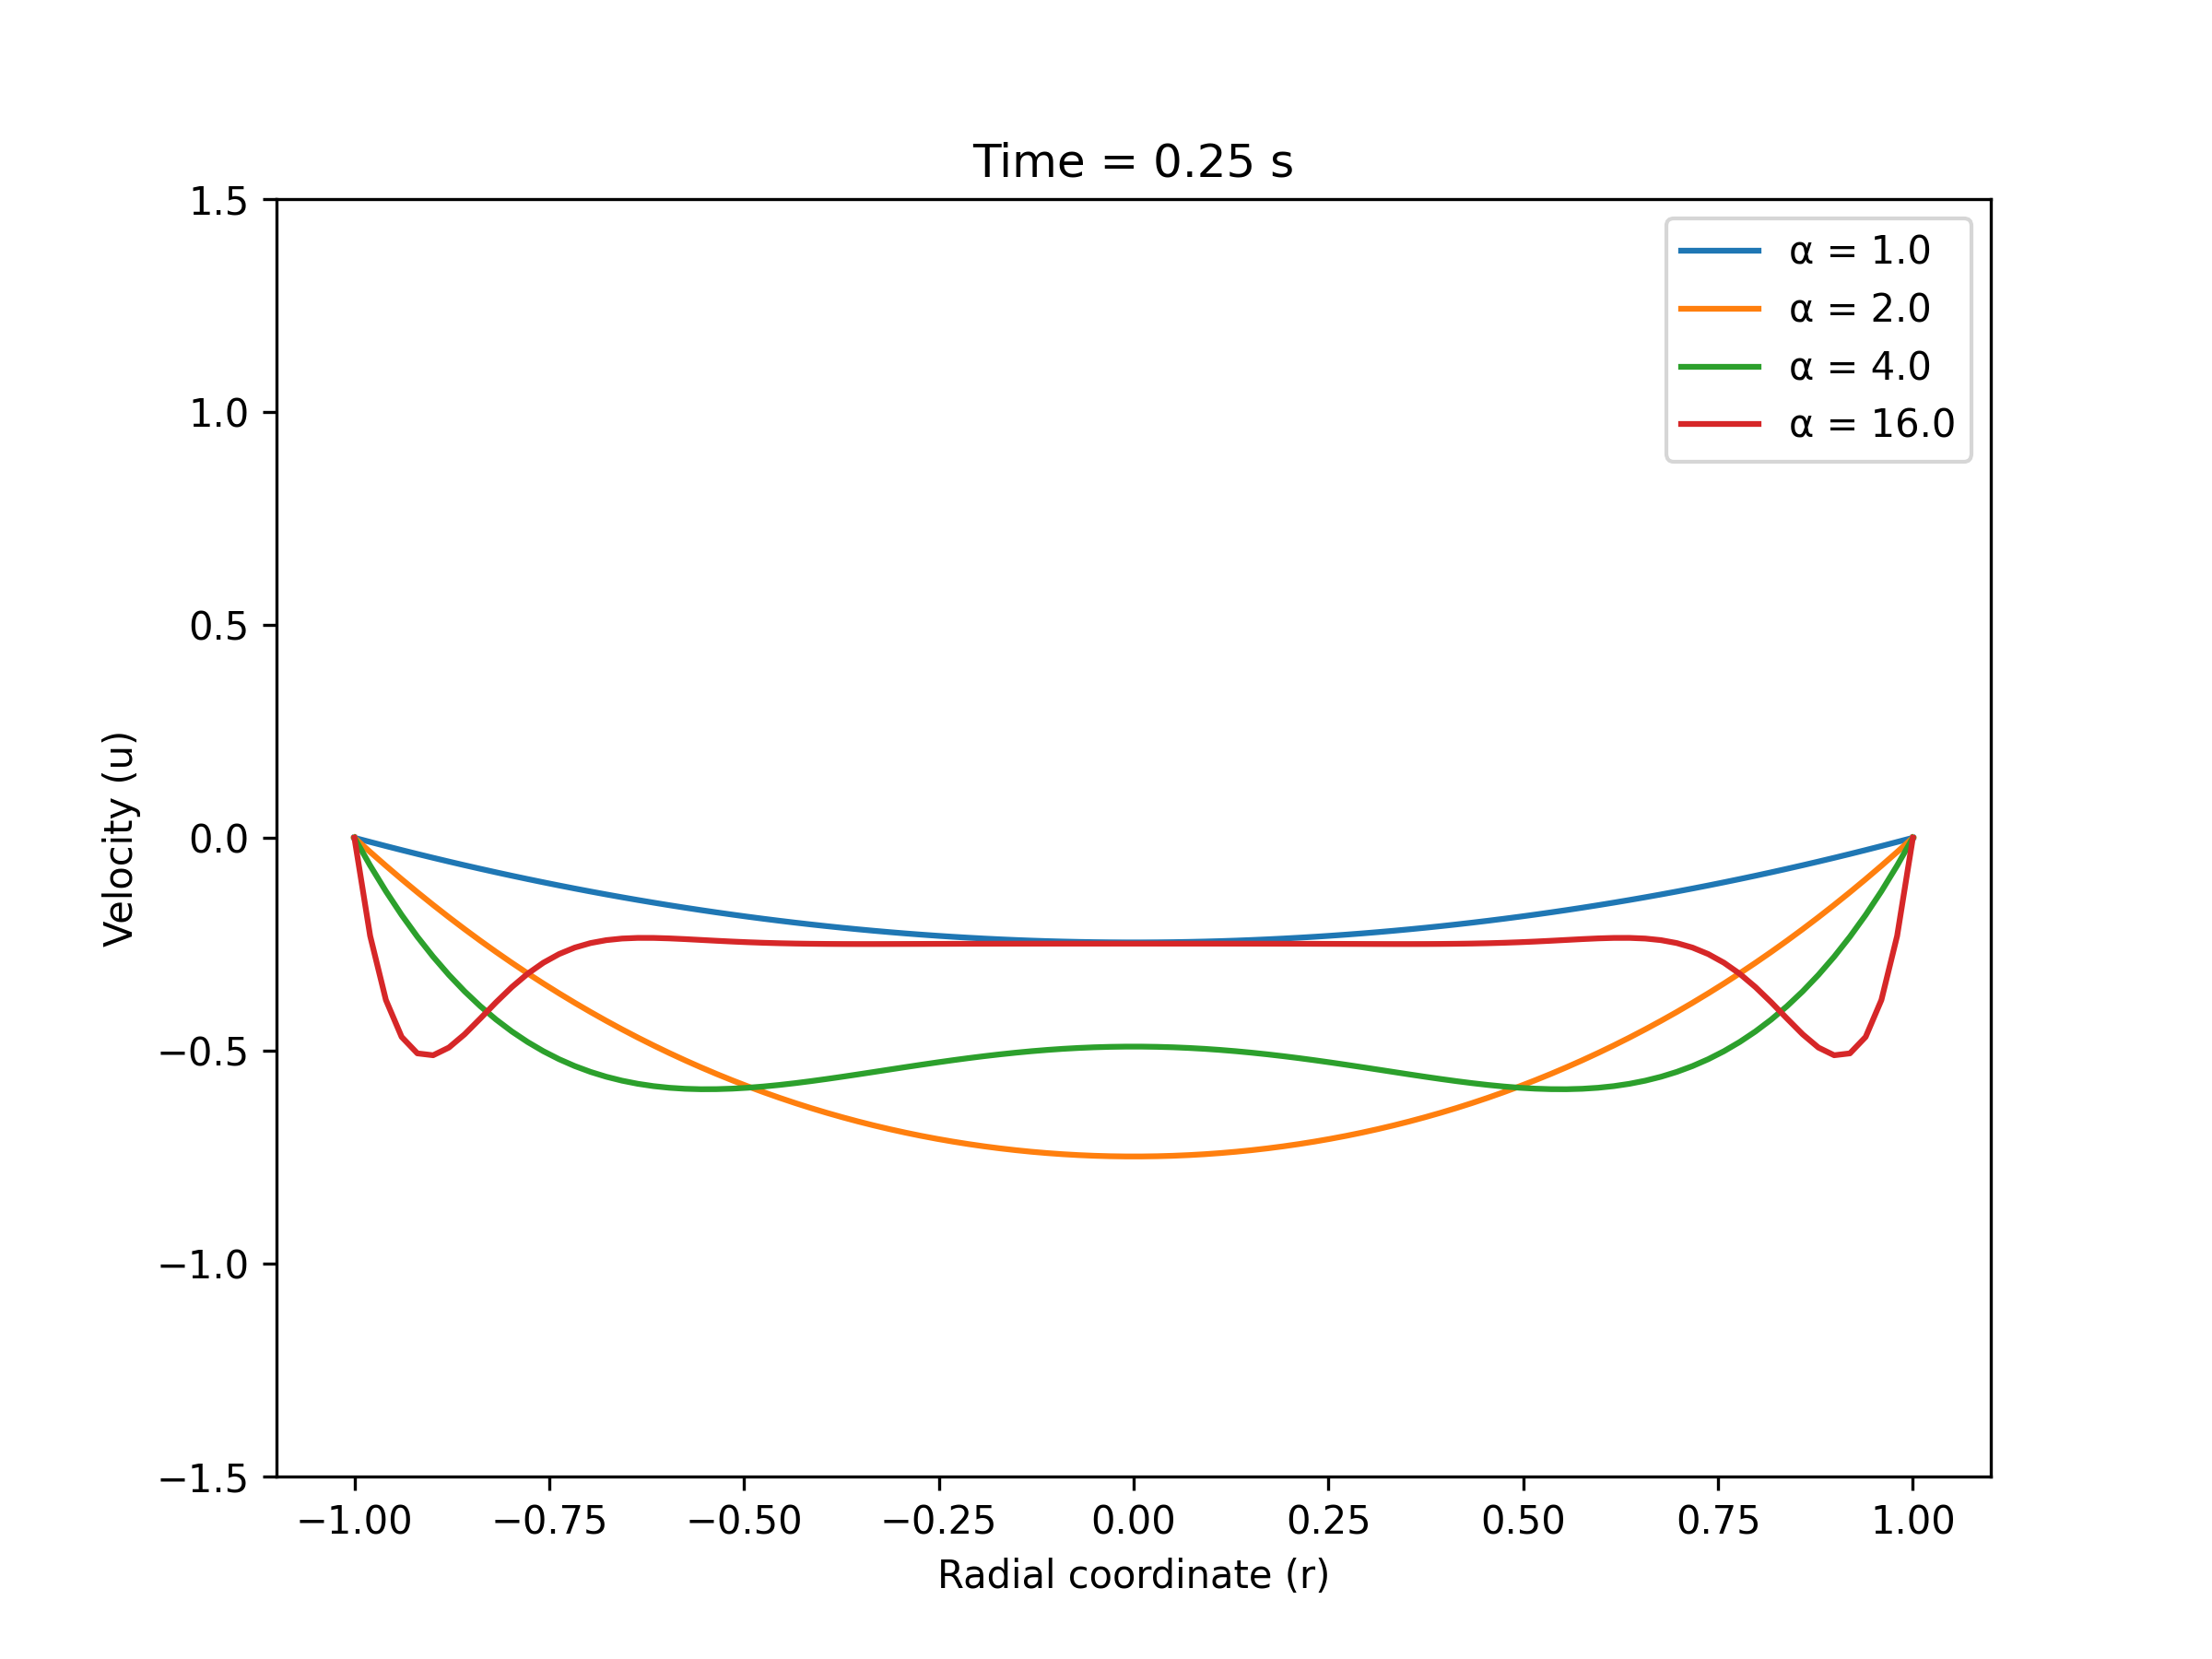 Time = 0.25 s
α = 1.0
α = 2.0
α = 4.0
α = 16.0
1.5
1.0
0.5
0.0
−0.5
−1.0
−1.5
Velocity (u)
−1.00 −0.75 −0.50 −0.25 0.00 0.25 0.50 0.75 1.00
Radial coordinate (r)